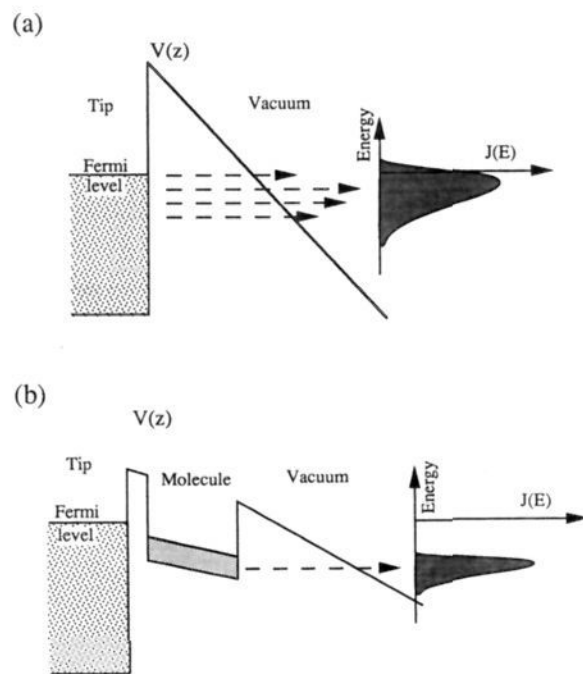 (a)
V(z)
Tip
Vacuum
Energy
J(E)
Fermi
level
(b)
V(z)
Tip
Molecule
Vacuum
Energy
J(E)
Fermi
level